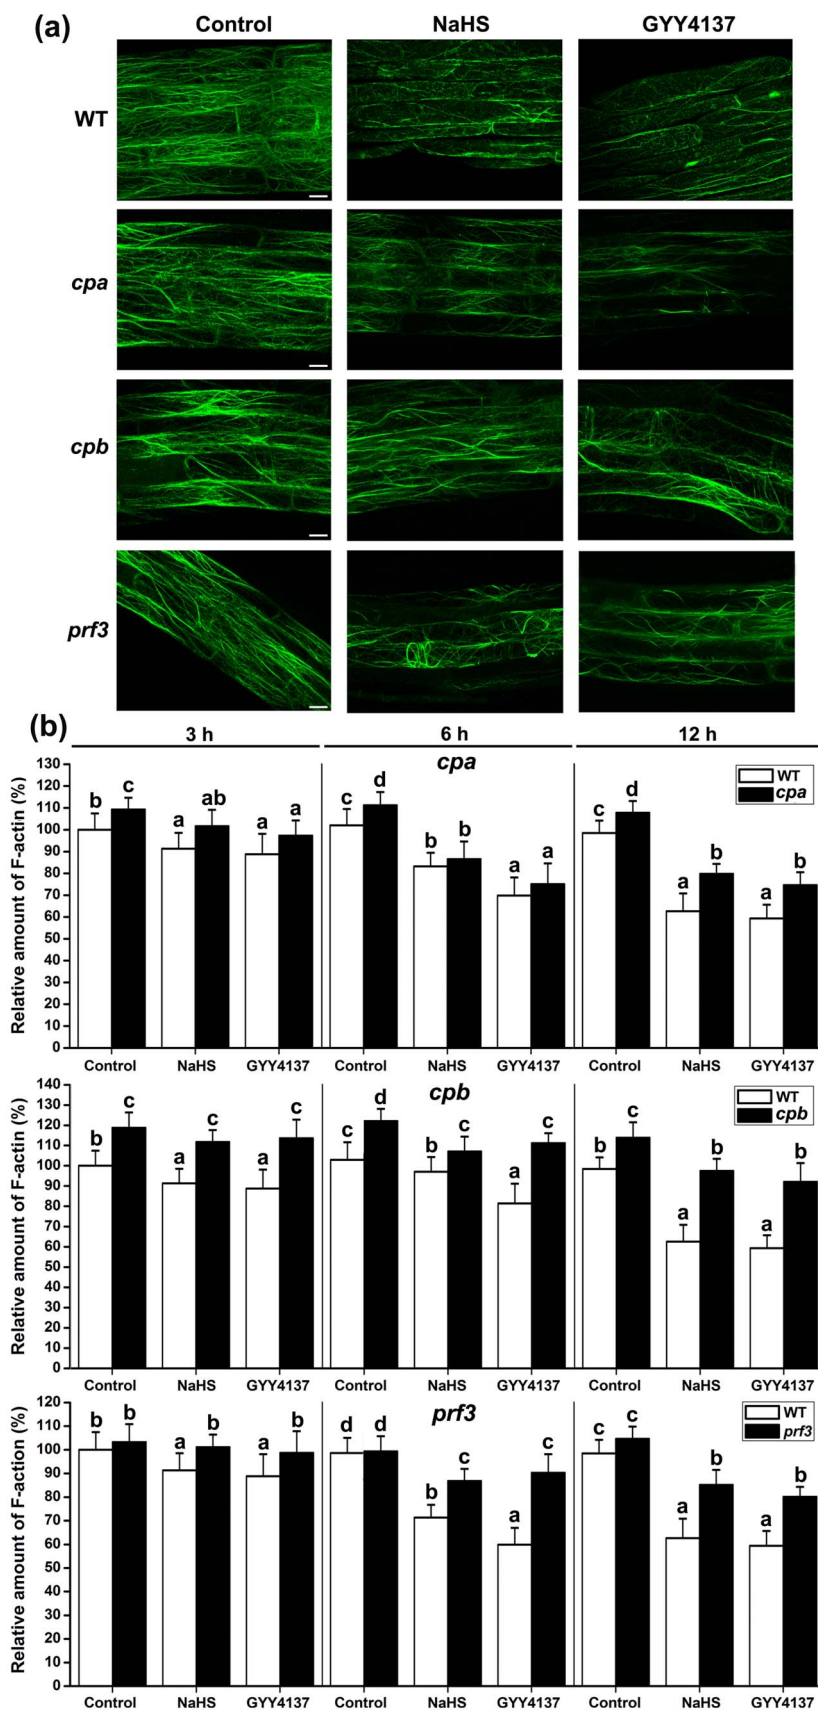 (a)
Control NaHS GYY4137
WT
cpa
cpb
prf3
(b)
3 h 6 h 12 h
cpa
WT
cpa
Relative amount of F-actin (%)
130
120
110
100
90
80
70
60
50
40
30
20
10
0
b c a ab a a c d b b a a c d a b a b
Control NaHS GYY4137 Control NaHS GYY4137 Control NaHS GYY4137
cpb
WT
cpb
Relative amount of F-actin (%)
140
130
120
110
100
90
80
70
60
50
40
30
20
10
0
b c a c a c c d b c a c b c a b a b
Control NaHS GYY4137 Control NaHS GYY4137 Control NaHS GYY4137
prf3
WT
prf3
Relative amount of F-action (%)
120
110
100
90
80
70
60
50
40
30
20
10
0
b b a b a b d d b c a c c c a b a b
Control NaHS GYY4137 Control NaHS GYY4137 Control NaHS GYY4137